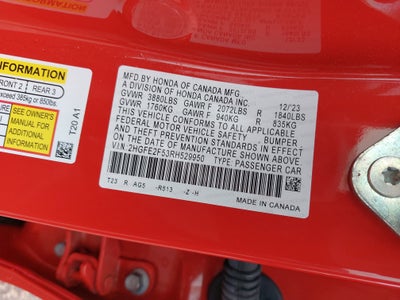 INFORMATION
FRONT 2 REAR 3
exceed 385kg or 850lbs.
SEE OWNER'S
MANUAL FOR
ADDITIONAL
INFORMATION
T20 A1
MFD BY HONDA OF CANADA MFG.
A DIVISION OF HONDA CANADA INC. 12/23
GVWR 3880LBS GAWR F 2072LBS R 1840LBS
GVWR 1760KG GAWR F 940KG R 835KG
THIS VEHICLE CONFORMS TO ALL APPLICABLE
FEDERAL MOTOR VEHICLE SAFETY BUMPER
AND THEFT PREVENTION STANDARDS IN EFFECT
ON THE DATE OF MANUFACTURE SHOWN ABOVE.
V.I.N. 2HGFE2F53RH529950 TYPE PASSENGER CAR
T23 R AG5 -R513 -Z-H
MADE IN CANADA